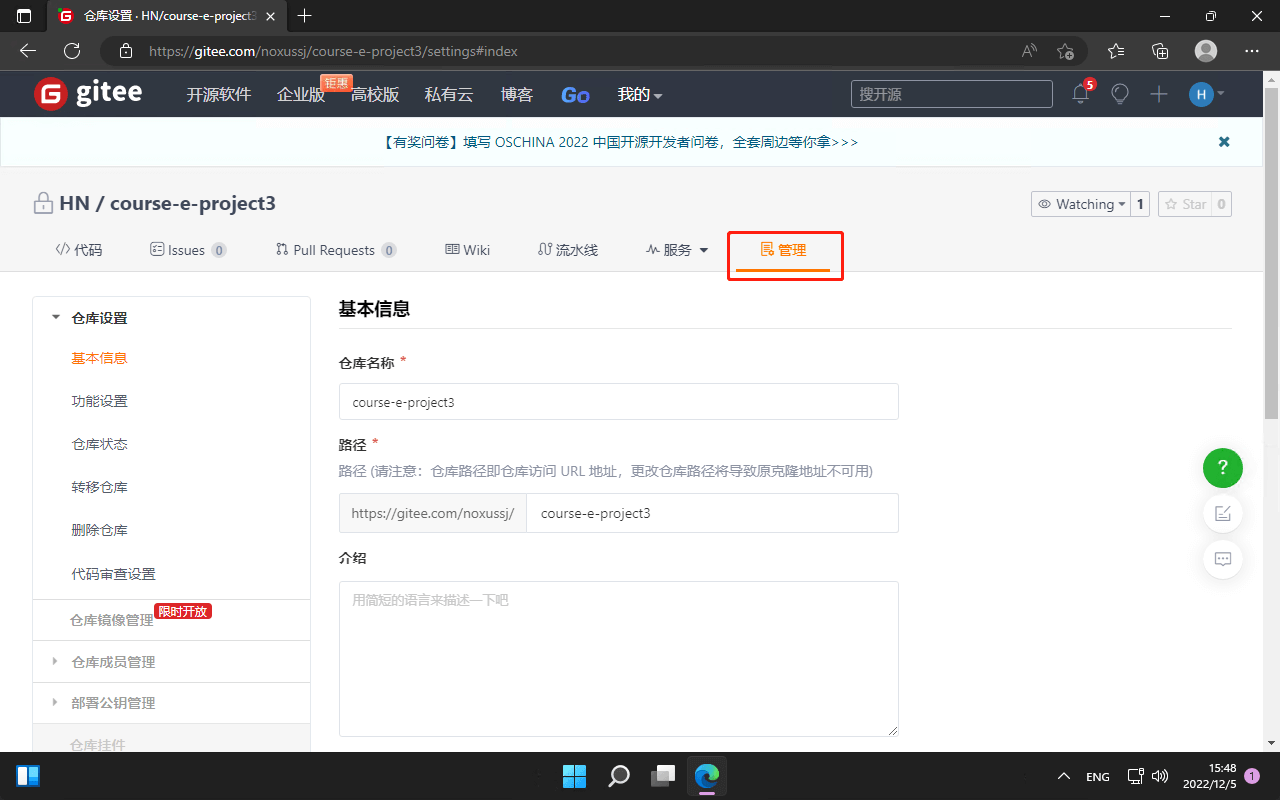 仓库设置 · HN/course-e-project3
https://gitee.com/noxussj/course-e-project3/settings#index
gitee 开源软件 企业版 钜惠 高校版 私有云 博客 Go 我的 搜开源 5 H
【有奖问卷】填写 OSCHINA 2022 中国开源开发者问卷，全套周边等你拿>>>
HN / course-e-project3 Watching 1 Star 0
代码 Issues 0 Pull Requests 0 Wiki 流水线 服务 管理
仓库设置
基本信息
功能设置
仓库状态
转移仓库
删除仓库
代码审查设置
仓库镜像管理 限时开放
仓库成员管理
部署公钥管理
仓库挂件
基本信息
仓库名称 *
course-e-project3
路径 *
路径 (请注意：仓库路径即仓库访问 URL 地址，更改仓库路径将导致原克隆地址不可用)
https://gitee.com/noxussj/ course-e-project3
介绍
用简短的语言来描述一下吧
?
ENG 15:48
2022/12/5 1